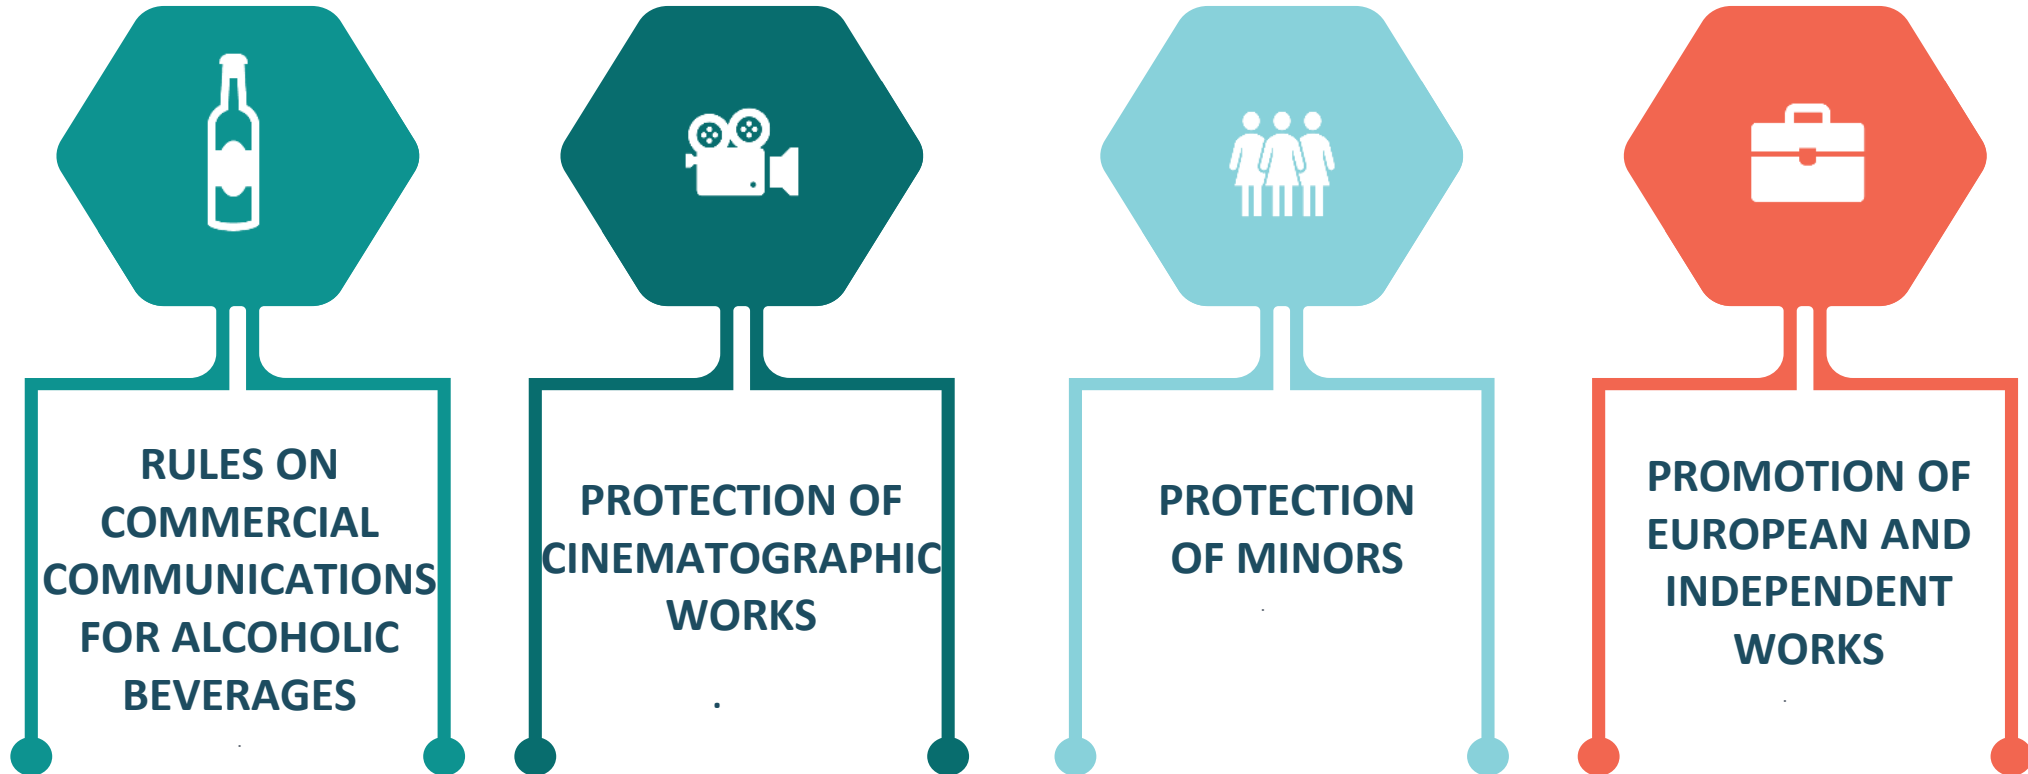 RULES ON
COMMERCIAL
COMMUNICATIONS
FOR ALCOHOLIC
BEVERAGES
.
PROTECTION OF
CINEMATOGRAPHIC
WORKS
.
PROTECTION
OF MINORS
.
PROMOTION OF
EUROPEAN AND
INDEPENDENT
WORKS
.